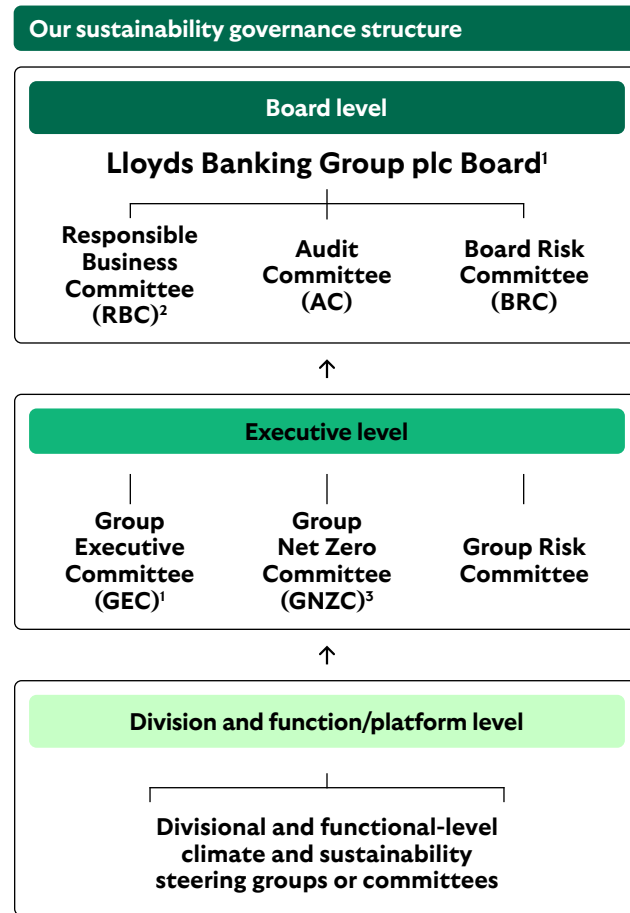 Our sustainability governance structure
Board level
Lloyds Banking Group plc Board¹
Responsible
Business
Committee
(RBC)²
Audit
Committee
(AC)
Board Risk
Committee
(BRC)
↑
Executive level
Group
Executive
Committee
(GEC)¹
Group
Net Zero
Committee
(GNZC)³
Group Risk
Committee
↑
Division and function/platform level
Divisional and functional-level
climate and sustainability
steering groups or committees